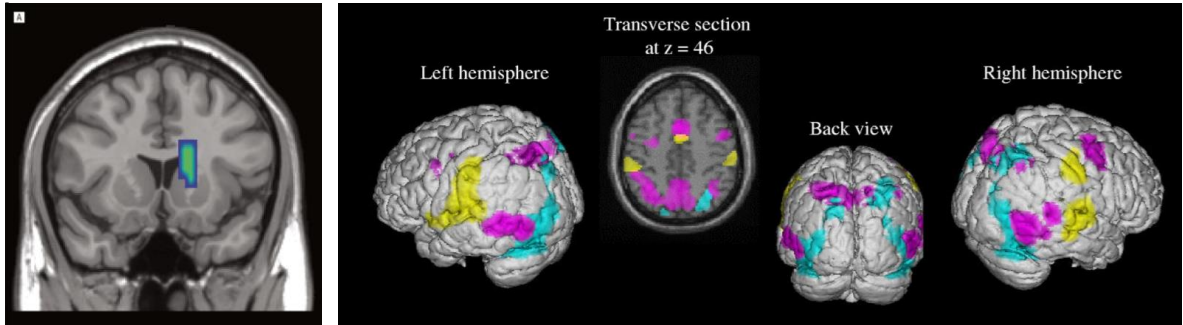 A
Transverse section
at z = 46
Left hemisphere
Right hemisphere
Back view